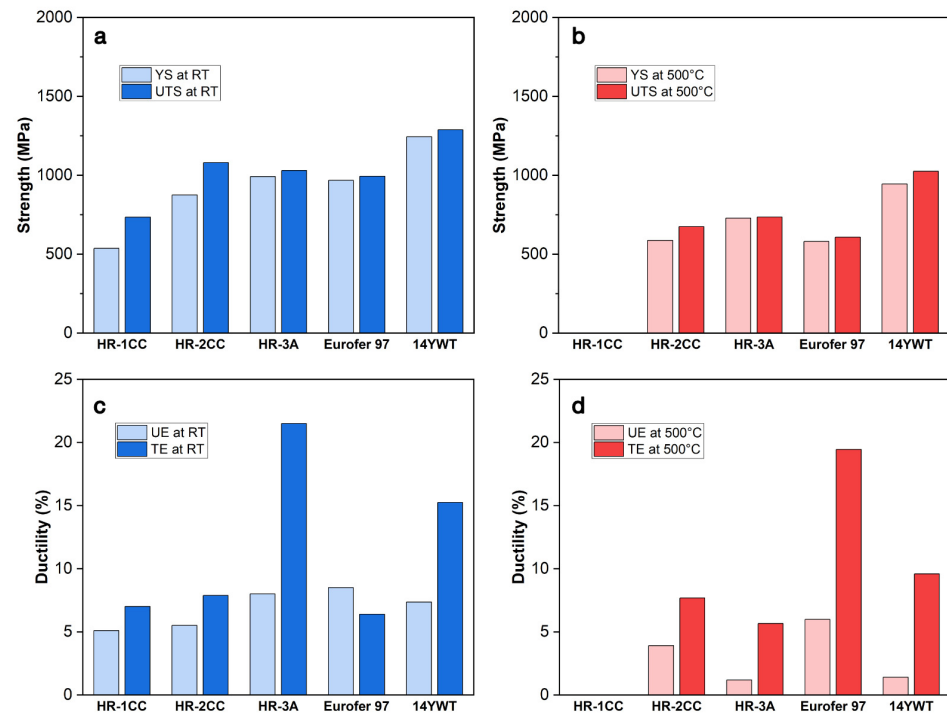 a
YS at RT
UTS at RT
Strength (MPa)
2000
1500
1000
500
0
HR-1CC HR-2CC HR-3A Eurofer 97 14YWT
b
YS at 500°C
UTS at 500°C
Strength (MPa)
2000
1500
1000
500
0
HR-1CC HR-2CC HR-3A Eurofer 97 14YWT
c
UE at RT
TE at RT
Ductility (%)
25
20
15
10
5
0
HR-1CC HR-2CC HR-3A Eurofer 97 14YWT
d
UE at 500°C
TE at 500°C
Ductility (%)
25
20
15
10
5
0
HR-1CC HR-2CC HR-3A Eurofer 97 14YWT